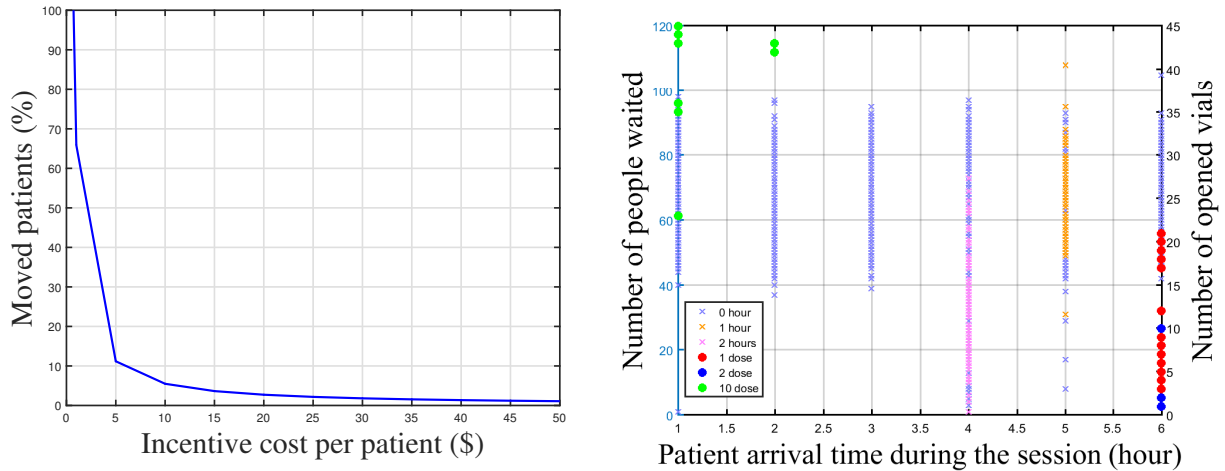 100
90
80
70
60
50
40
30
20
10
0
Moved patients (%)
0 5 10 15 20 25 30 35 40 45 50
Incentive cost per patient ($)
120
100
80
60
40
20
0
Number of people waited
0 hour
1 hour
2 hours
1 dose
2 dose
10 dose
45
40
35
30
25
20
15
10
5
0
Number of opened vials
1 1.5 2 2.5 3 3.5 4 4.5 5 5.5 6
Patient arrival time during the session (hour)